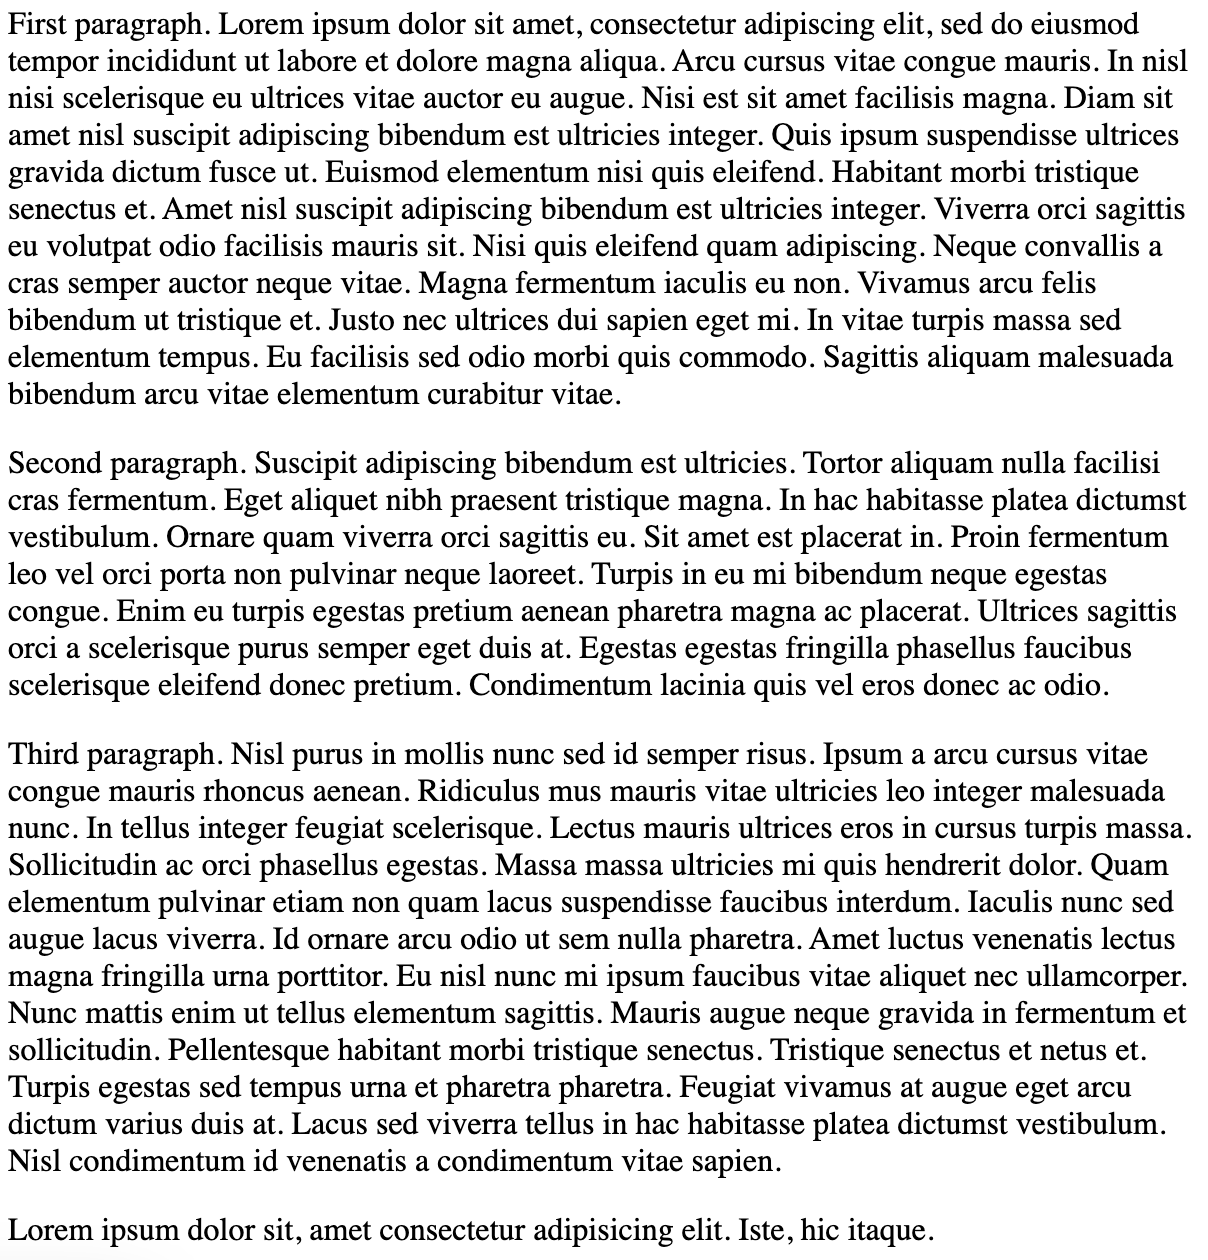 First paragraph. Lorem ipsum dolor sit amet, consectetur adipiscing elit, sed do eiusmod
tempor incididunt ut labore et dolore magna aliqua. Arcu cursus vitae congue mauris. In nisl
nisi scelerisque eu ultrices vitae auctor eu augue. Nisi est sit amet facilisis magna. Diam sit
amet nisl suscipit adipiscing bibendum est ultricies integer. Quis ipsum suspendisse ultrices
gravida dictum fusce ut. Euismod elementum nisi quis eleifend. Habitant morbi tristique
senectus et. Amet nisl suscipit adipiscing bibendum est ultricies integer. Viverra orci sagittis
eu volutpat odio facilisis mauris sit. Nisi quis eleifend quam adipiscing. Neque convallis a
cras semper auctor neque vitae. Magna fermentum iaculis eu non. Vivamus arcu felis
bibendum ut tristique et. Justo nec ultrices dui sapien eget mi. In vitae turpis massa sed
elementum tempus. Eu facilisis sed odio morbi quis commodo. Sagittis aliquam malesuada
bibendum arcu vitae elementum curabitur vitae.
Second paragraph. Suscipit adipiscing bibendum est ultricies. Tortor aliquam nulla facilisi
cras fermentum. Eget aliquet nibh praesent tristique magna. In hac habitasse platea dictumst
vestibulum. Ornare quam viverra orci sagittis eu. Sit amet est placerat in. Proin fermentum
leo vel orci porta non pulvinar neque laoreet. Turpis in eu mi bibendum neque egestas
congue. Enim eu turpis egestas pretium aenean pharetra magna ac placerat. Ultrices sagittis
orci a scelerisque purus semper eget duis at. Egestas egestas fringilla phasellus faucibus
scelerisque eleifend donec pretium. Condimentum lacinia quis vel eros donec ac odio.
Third paragraph. Nisl purus in mollis nunc sed id semper risus. Ipsum a arcu cursus vitae
congue mauris rhoncus aenean. Ridiculus mus mauris vitae ultricies leo integer malesuada
nunc. In tellus integer feugiat scelerisque. Lectus mauris ultrices eros in cursus turpis massa.
Sollicitudin ac orci phasellus egestas. Massa massa ultricies mi quis hendrerit dolor. Quam
elementum pulvinar etiam non quam lacus suspendisse faucibus interdum. Iaculis nunc sed
augue lacus viverra. Id ornare arcu odio ut sem nulla pharetra. Amet luctus venenatis lectus
magna fringilla urna porttitor. Eu nisl nunc mi ipsum faucibus vitae aliquet nec ullamcorper.
Nunc mattis enim ut tellus elementum sagittis. Mauris augue neque gravida in fermentum et
sollicitudin. Pellentesque habitant morbi tristique senectus. Tristique senectus et netus et.
Turpis egestas sed tempus urna et pharetra pharetra. Feugiat vivamus at augue eget arcu
dictum varius duis at. Lacus sed viverra tellus in hac habitasse platea dictumst vestibulum.
Nisl condimentum id venenatis a condimentum vitae sapien.
Lorem ipsum dolor sit, amet consectetur adipisicing elit. Iste, hic itaque.